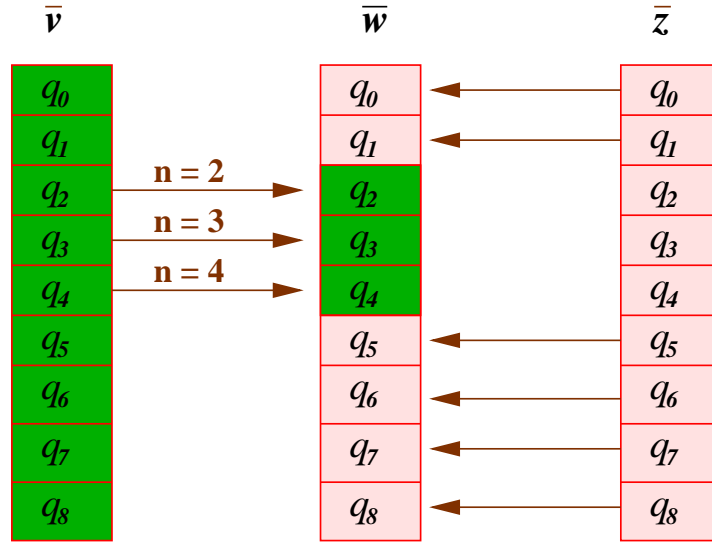 v̅ w̅ z̅
q₀ q₀ q₀
q₁ q₁ q₁
n = 2
q₂ q₂ q₂
n = 3
q₃ q₃ q₃
n = 4
q₄ q₄ q₄
q₅ q₅ q₅
q₆ q₆ q₆
q₇ q₇ q₇
q₈ q₈ q₈